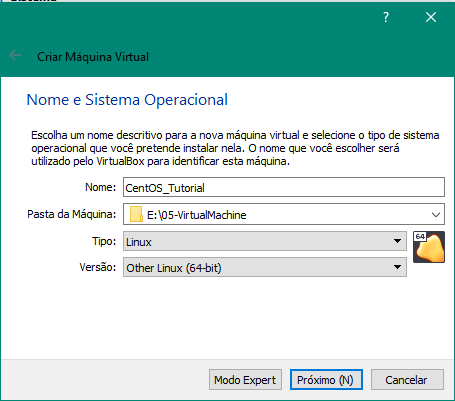 ?
Criar Máquina Virtual
Nome e Sistema Operacional
Escolha um nome descritivo para a nova máquina virtual e selecione o tipo de sistema
operacional que você pretende instalar nela. O nome que você escolher será
utilizado pelo VirtualBox para identificar esta máquina.
Nome: CentOS_Tutorial
Pasta da Máquina: E:\05-VirtualMachine
Tipo: Linux
64
Versão: Other Linux (64-bit)
Modo Expert Próximo (N) Cancelar